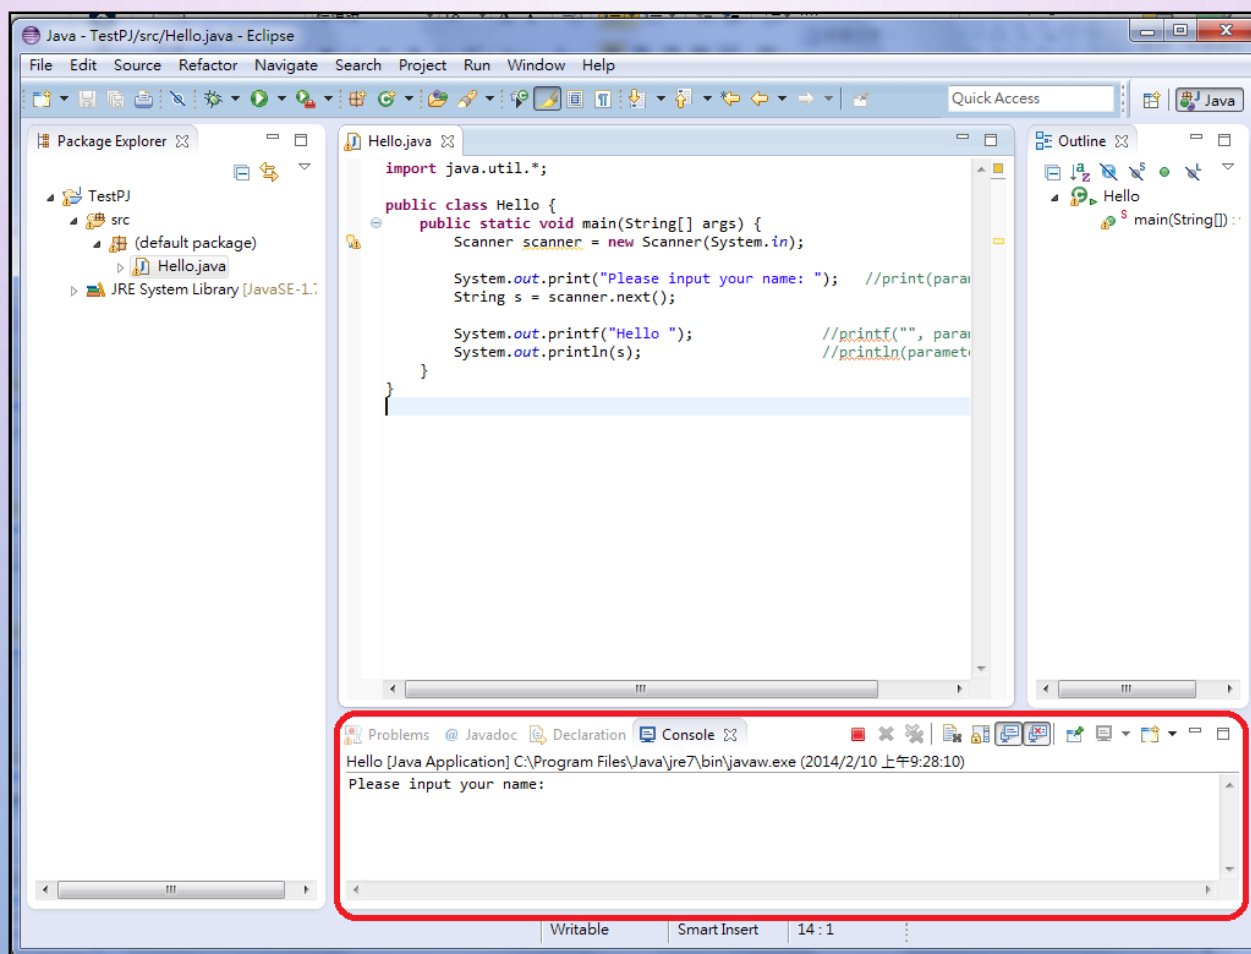 Java - TestPJ/src/Hello.java - Eclipse
File Edit Source Refactor Navigate Search Project Run Window Help
Quick Access
Java
Package Explorer
TestPJ
src
(default package)
Hello.java
JRE System Library [JavaSE-1.
Hello.java
import java.util.*;
public class Hello {
public static void main(String[] args) {
Scanner scanner = new Scanner(System.in);
System.out.print("Please input your name: "); //print(para
String s = scanner.next();
System.out.printf("Hello "); //printf("", para
System.out.println(s); //println(paramet
}
}
Outline
Hello
main(String[]) :
Problems @ Javadoc Declaration Console
Hello [Java Application] C:\Program Files\Java\jre7\bin\javaw.exe (2014/2/10 上午9:28:10)
Please input your name:
Writable Smart Insert 14 : 1